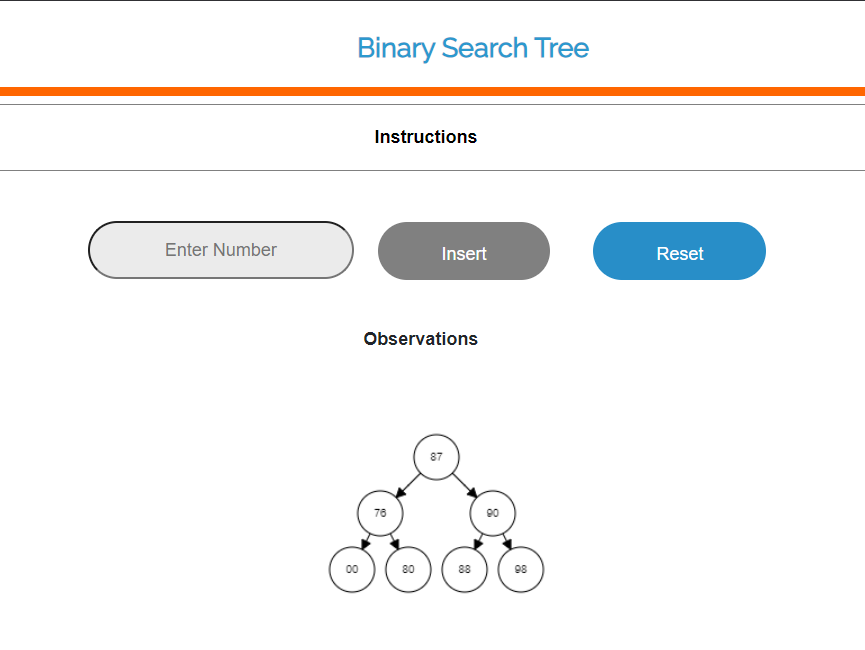 Binary Search Tree
Instructions
Enter Number Insert Reset
Observations
87
76 90
00 80 88 98